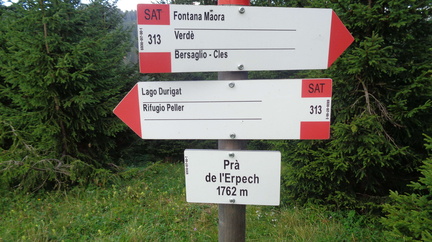 SAT
313
Fontana Maora
Verdè
Bersaglio - Cles
Lago Durigat
Rifugio Peller
SAT
313
Prà
de l'Erpech
1762 m